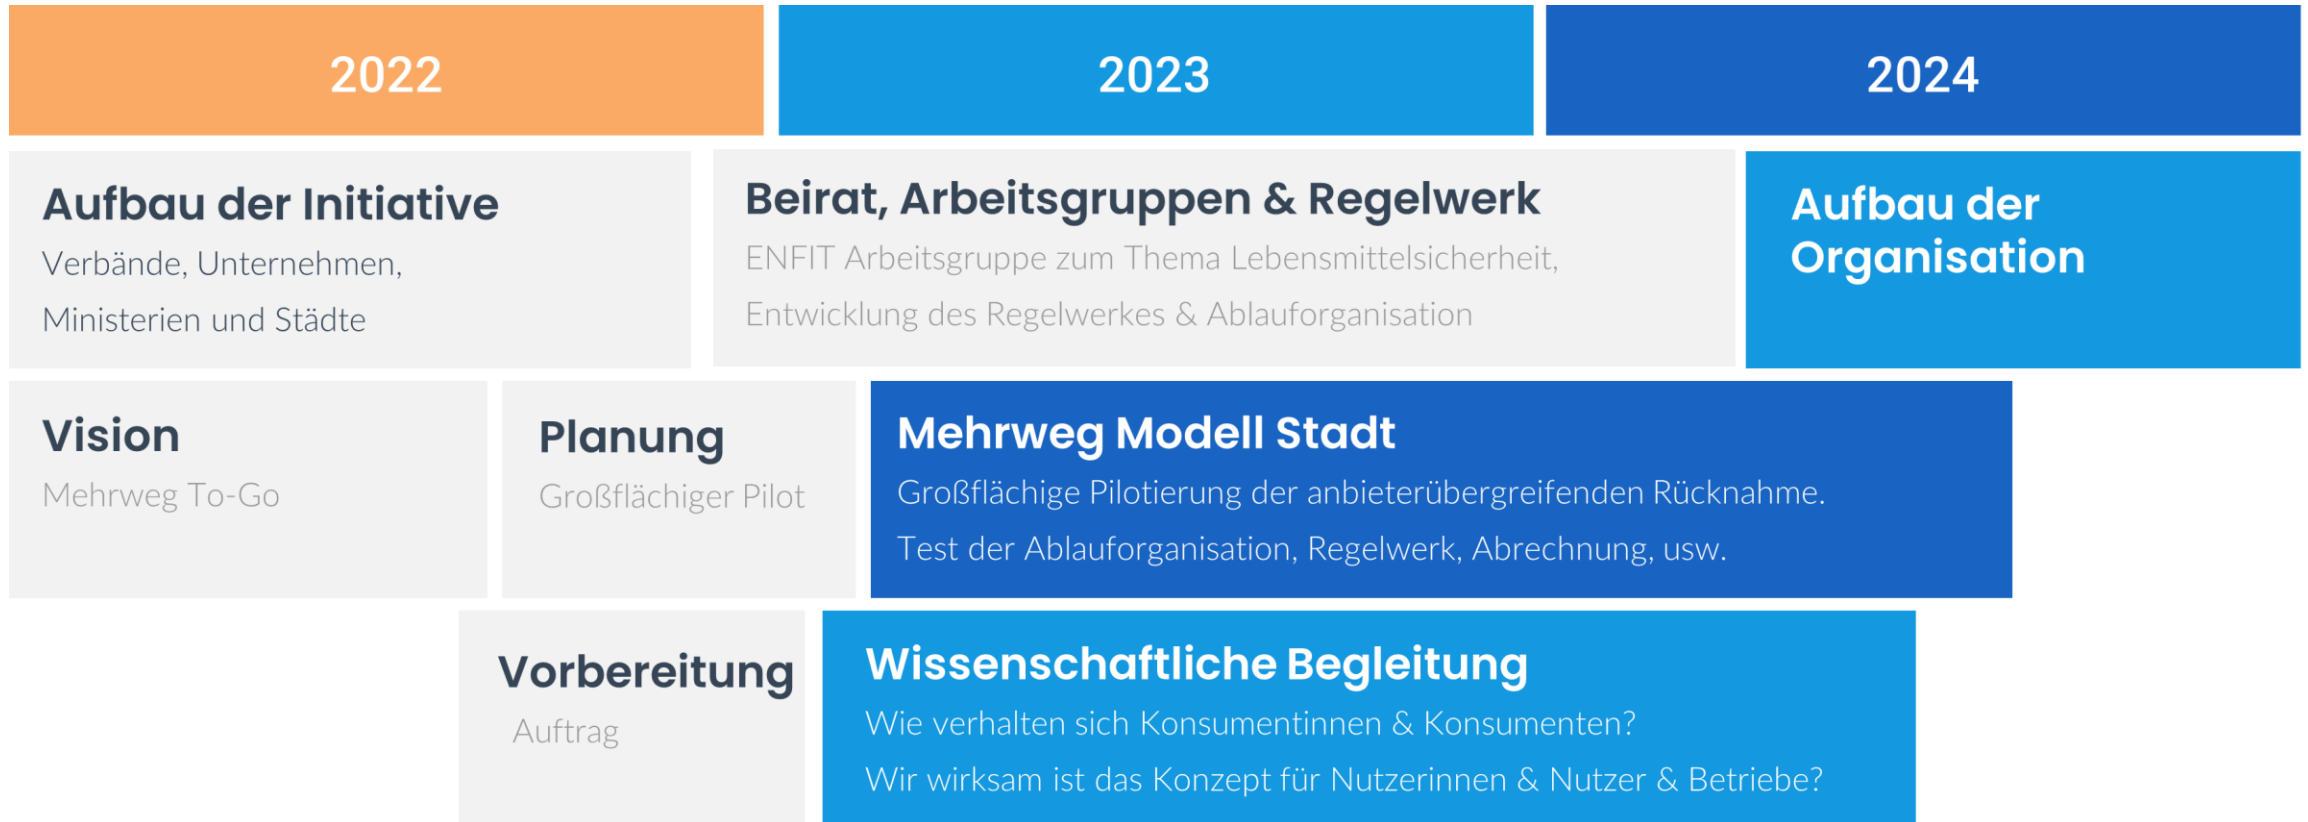 2022
2023
2024
Aufbau der Initiative
Verbände, Unternehmen,
Ministerien und Städte
Beirat, Arbeitsgruppen & Regelwerk
ENFIT Arbeitsgruppe zum Thema Lebensmittelsicherheit,
Entwicklung des Regelwerkes & Ablauforganisation
Aufbau der
Organisation
Vision
Mehrweg To-Go
Planung
Großflächiger Pilot
Mehrweg Modell Stadt
Großflächige Pilotierung der anbieterübergreifenden Rücknahme.
Test der Ablauforganisation, Regelwerk, Abrechnung, usw.
Vorbereitung
Auftrag
Wissenschaftliche Begleitung
Wie verhalten sich Konsumentinnen & Konsumenten?
Wir wirksam ist das Konzept für Nutzerinnen & Nutzer & Betriebe?